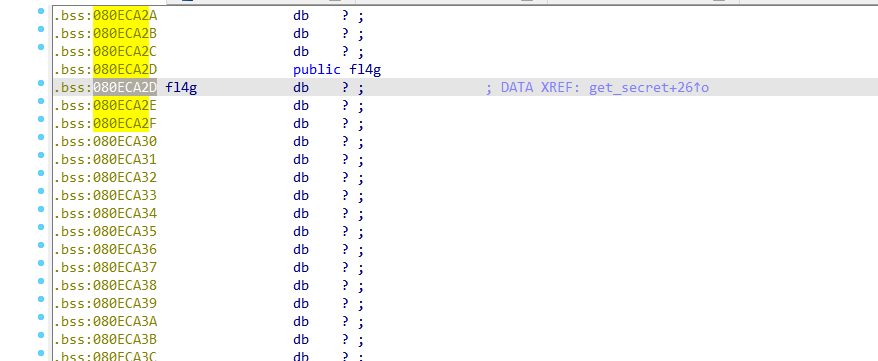 .bss:080ECA2A db ? ;
.bss:080ECA2B db ? ;
.bss:080ECA2C db ? ;
.bss:080ECA2D public fl4g
.bss:080ECA2D fl4g db ? ; ; DATA XREF: get_secret+26↑o
.bss:080ECA2E db ? ;
.bss:080ECA2F db ? ;
.bss:080ECA30 db ? ;
.bss:080ECA31 db ? ;
.bss:080ECA32 db ? ;
.bss:080ECA33 db ? ;
.bss:080ECA34 db ? ;
.bss:080ECA35 db ? ;
.bss:080ECA36 db ? ;
.bss:080ECA37 db ? ;
.bss:080ECA38 db ? ;
.bss:080ECA39 db ? ;
.bss:080ECA3A db ? ;
.bss:080ECA3B db ? ;
.bss:080ECA3C db ? ;